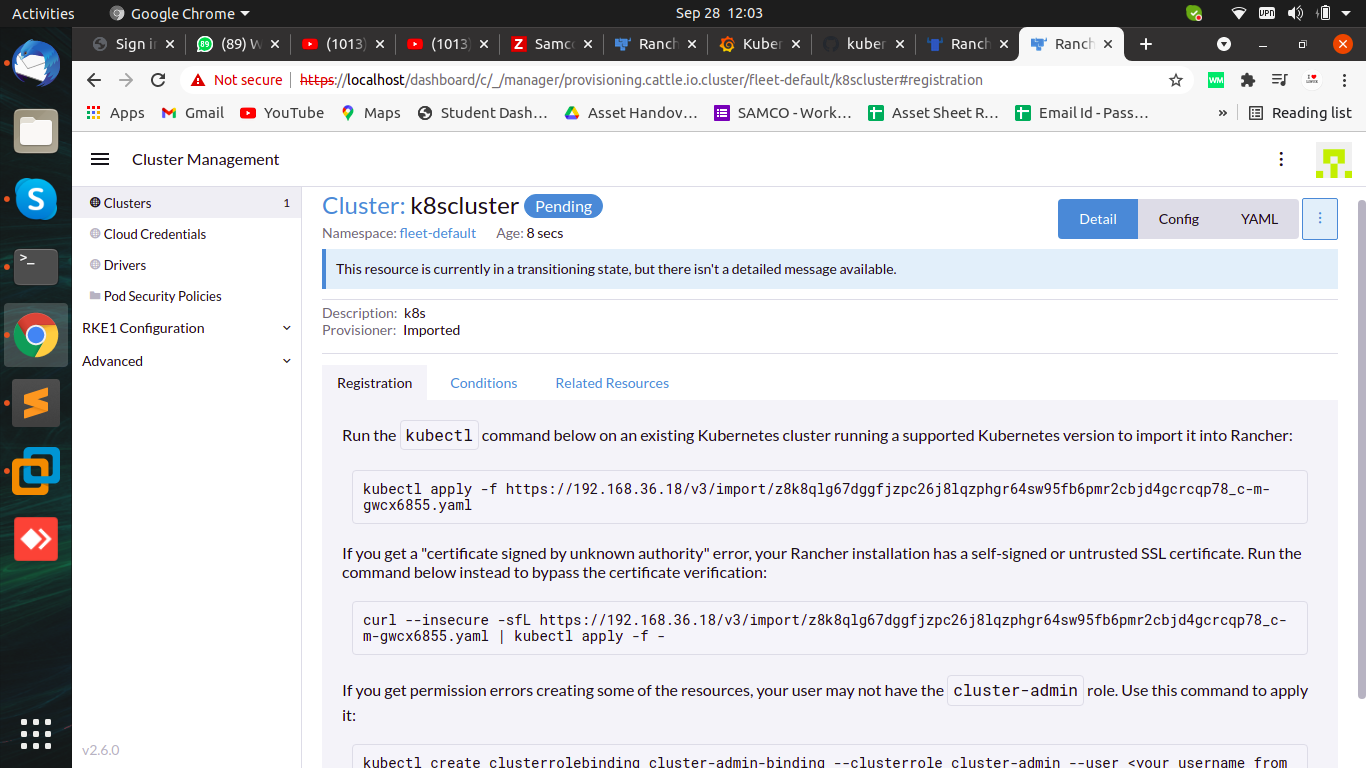 Activities
Google Chrome
Sep 28 12:03
Sign i
(89) W
(1013)
(1013)
Samc
Ranch
Kuber
kuber
Ranch
Ranch
Not secure
https://localhost/dashboard/c/_/manager/provisioning.cattle.io.cluster/fleet-default/k8scluster#registration
Apps
Gmail
YouTube
Maps
Student Dash…
Asset Handov…
SAMCO - Work…
Asset Sheet R…
Email Id - Pass…
»
Reading list
Cluster Management
Clusters 1
Cloud Credentials
Drivers
Pod Security Policies
RKE1 Configuration
Advanced
v2.6.0
Cluster: k8scluster Pending
Namespace: fleet-default Age: 8 secs
Detail Config YAML
This resource is currently in a transitioning state, but there isn't a detailed message available.
Description: k8s
Provisioner: Imported
Registration Conditions Related Resources
Run the kubectl command below on an existing Kubernetes cluster running a supported Kubernetes version to import it into Rancher:
kubectl apply -f https://192.168.36.18/v3/import/z8k8qlg67dggfjzpc26j8lqzphgr64sw95fb6pmr2cbjd4gcrcqp78_c-m-
gwcx6855.yaml
If you get a "certificate signed by unknown authority" error, your Rancher installation has a self-signed or untrusted SSL certificate. Run the
command below instead to bypass the certificate verification:
curl --insecure -sfL https://192.168.36.18/v3/import/z8k8qlg67dggfjzpc26j8lqzphgr64sw95fb6pmr2cbjd4gcrcqp78_c-
m-gwcx6855.yaml | kubectl apply -f -
If you get permission errors creating some of the resources, your user may not have the cluster-admin role. Use this command to apply
it:
kubectl create clusterrolebinding cluster-admin-binding --clusterrole cluster-admin --user <your username from